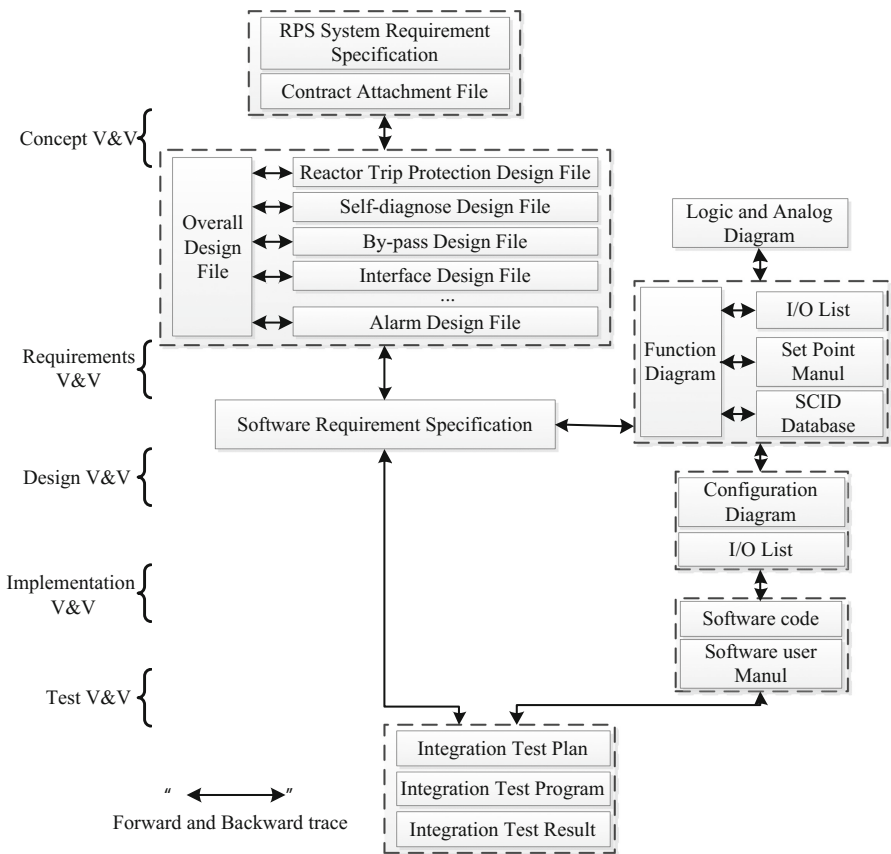 RPS System Requirement
Specification
Contract Attachment File
Concept V&V
Overall
Design
File
Reactor Trip Protection Design File
Self-diagnose Design File
By-pass Design File
Interface Design File
...
Alarm Design File
Logic and Analog
Diagram
Function
Diagram
I/O List
Set Point
Manul
SCID
Database
Requirements
V&V
Software Requirement Specification
Design V&V
Configuration
Diagram
I/O List
Implementation
V&V
Software code
Software user
Manul
Test V&V
Integration Test Plan
Integration Test Program
Integration Test Result
“ ”
Forward and Backward trace